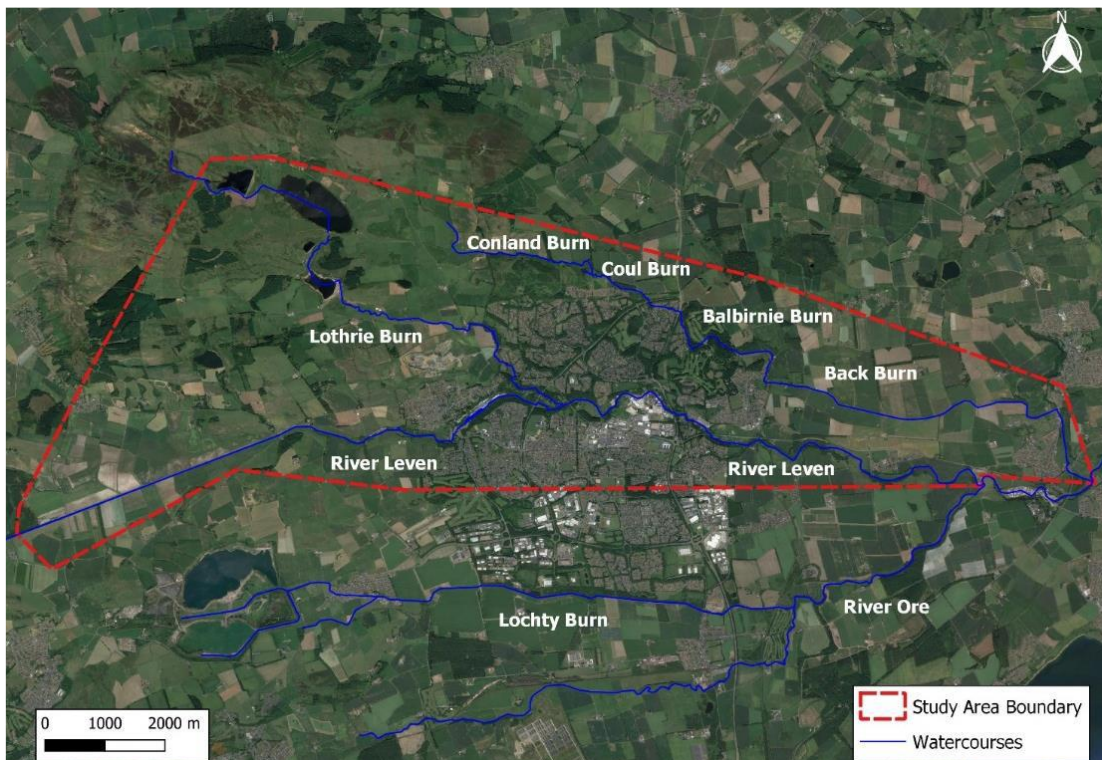 N
Conland Burn
Coul Burn
Balbirnie Burn
Lothrie Burn
Back Burn
River Leven
River Leven
Lochty Burn
River Ore
0 1000 2000 m
Study Area Boundary
Watercourses